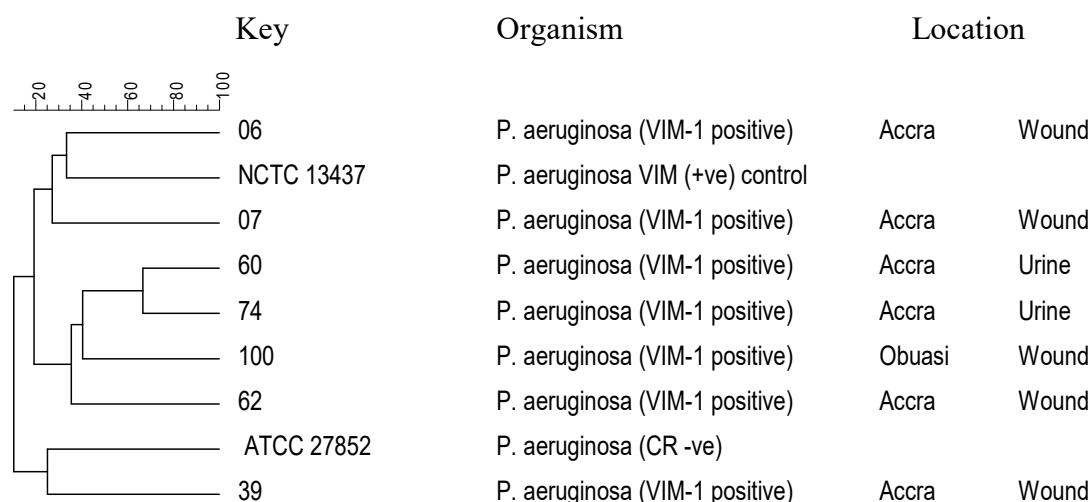 Key Organism Location
20 40 60 80 100
06 P. aeruginosa (VIM-1 positive) Accra Wound
NCTC 13437 P. aeruginosa VIM (+ve) control
07 P. aeruginosa (VIM-1 positive) Accra Wound
60 P. aeruginosa (VIM-1 positive) Accra Urine
74 P. aeruginosa (VIM-1 positive) Accra Urine
100 P. aeruginosa (VIM-1 positive) Obuasi Wound
62 P. aeruginosa (VIM-1 positive) Accra Wound
ATCC 27852 P. aeruginosa (CR -ve)
39 P. aeruginosa (VIM-1 positive) Accra Wound